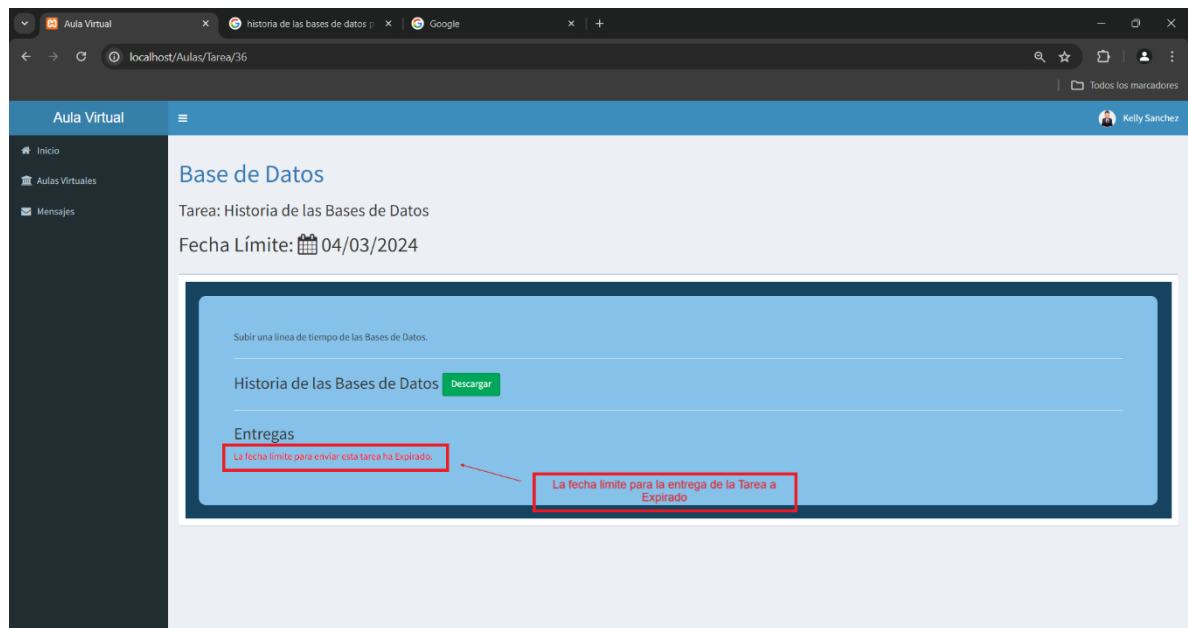 Aula Virtual
historia de las bases de datos p
Google
localhost/Aulas/Tarea/36
Todos los marcadores
Aula Virtual
Kelly Sanchez
Inicio
Aulas Virtuales
Mensajes
Base de Datos
Tarea: Historia de las Bases de Datos
Fecha Límite: 04/03/2024
Subir una linea de tiempo de las Bases de Datos.
Historia de las Bases de Datos Descargar
Entregas
La fecha límite para enviar esta tarea ha Expirado.
La fecha limite para la entrega de la Tarea a
Expirado